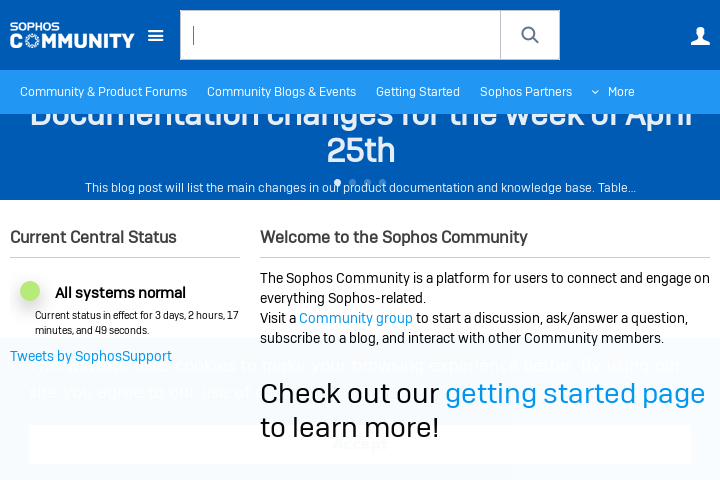 SOPHOS
COMMUNITY
Community & Product Forums Community Blogs & Events Getting Started Sophos Partners More
Documentation changes for the Week of April
25th
This blog post will list the main changes in our product documentation and knowledge base. Table...
Current Central Status
All systems normal
Current status in effect for 3 days, 2 hours, 17
minutes, and 49 seconds.
Tweets by SophosSupport
Welcome to the Sophos Community
The Sophos Community is a platform for users to connect and engage on
everything Sophos-related.
Visit a Community group to start a discussion, ask/answer a question,
subscribe to a blog, and interact with other Community members.
Check out our getting started page
to learn more!